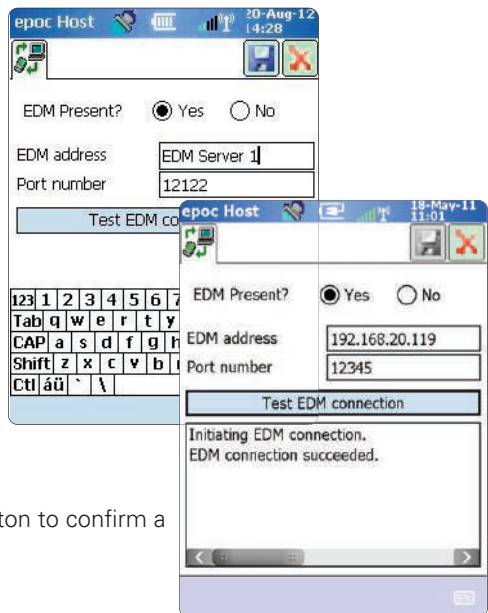 epoc Host 20-Aug-12
14:28
EDM Present? Yes No
EDM address EDM Server 1
Port number 12122
Test EDM co
123 1 2 3 4 5 6 7
Tab q w e r t y
CAP a s d f g h
Shift z x c v b
Ctl áü ` \
epoc Host 18-May-11
11:01
EDM Present? Yes No
EDM address 192.168.20.119
Port number 12345
Test EDM connection
Initiating EDM connection.
EDM connection succeeded.
ton to confirm a